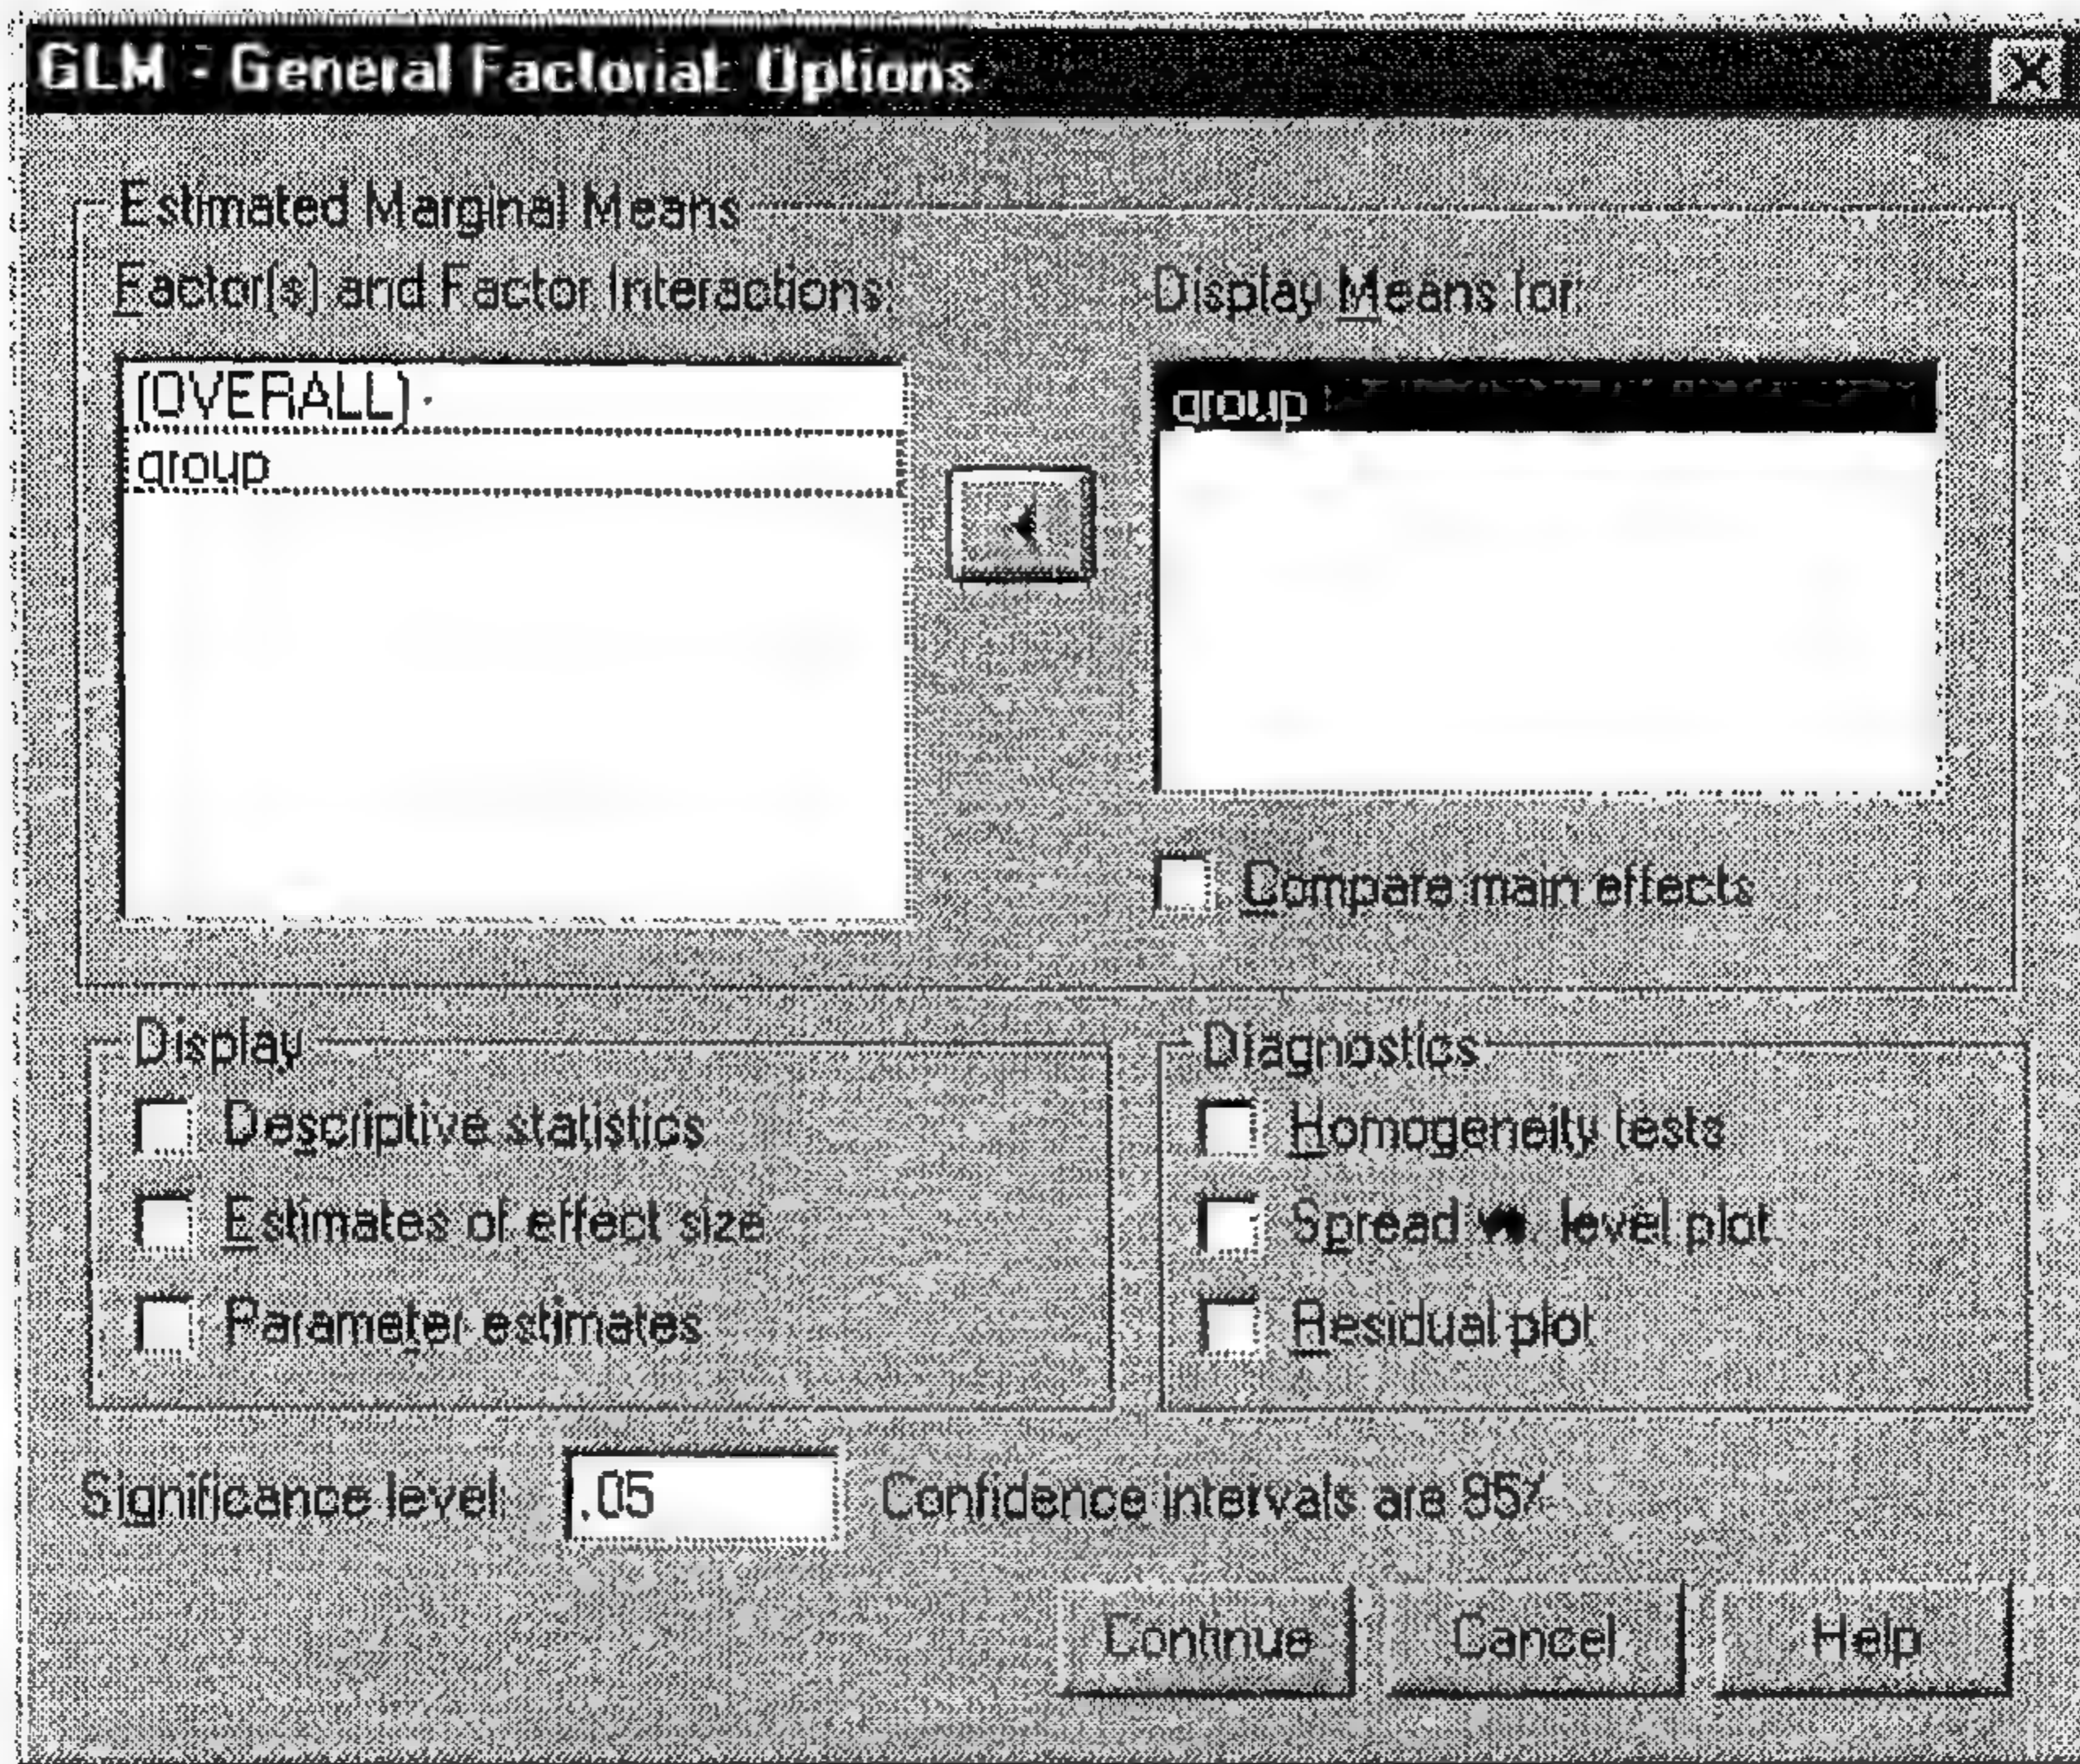 GLM - General Factorial: Options
Estimated Marginal Means
Factor(s) and Factor Interactions:
Display Means for:
(OVERALL)
group
group
Compare main effects
Display
Diagnostics
Descriptive statistics
Homogeneity tests
Estimates of effect size
Spread vs. level plot
Parameter estimates
Residual plot
Significance level: .05 Confidence intervals are 95%
Continue Cancel Help